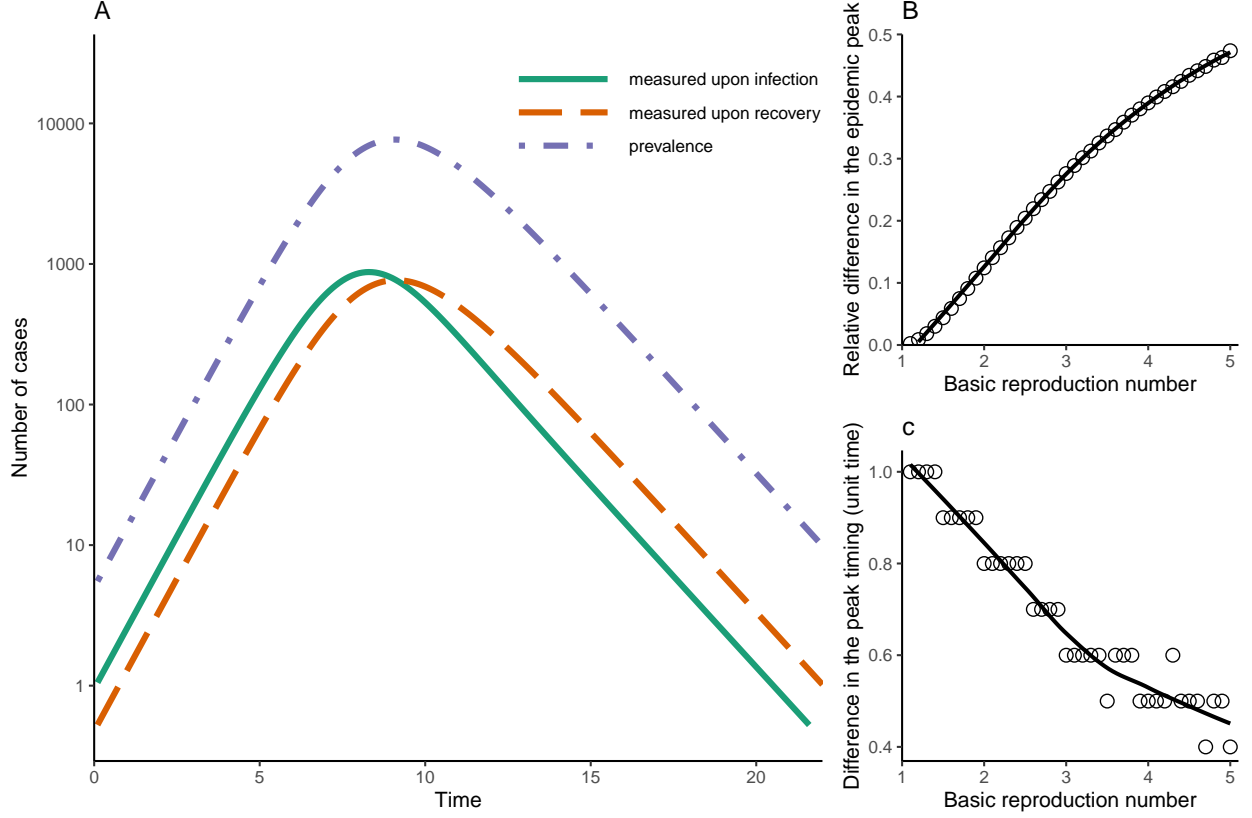 A
measured upon infection
measured upon recovery
prevalence
10000
1000
100
10
1
Number of cases
0
5
10
15
20
Time
B
0.5
0.4
0.3
0.2
0.1
0.0
Relative difference in the epidemic peak
1
2
3
4
5
Basic reproduction number
c
1.0
0.8
0.6
0.4
Difference in the peak timing (unit time)
1
2
3
4
5
Basic reproduction number